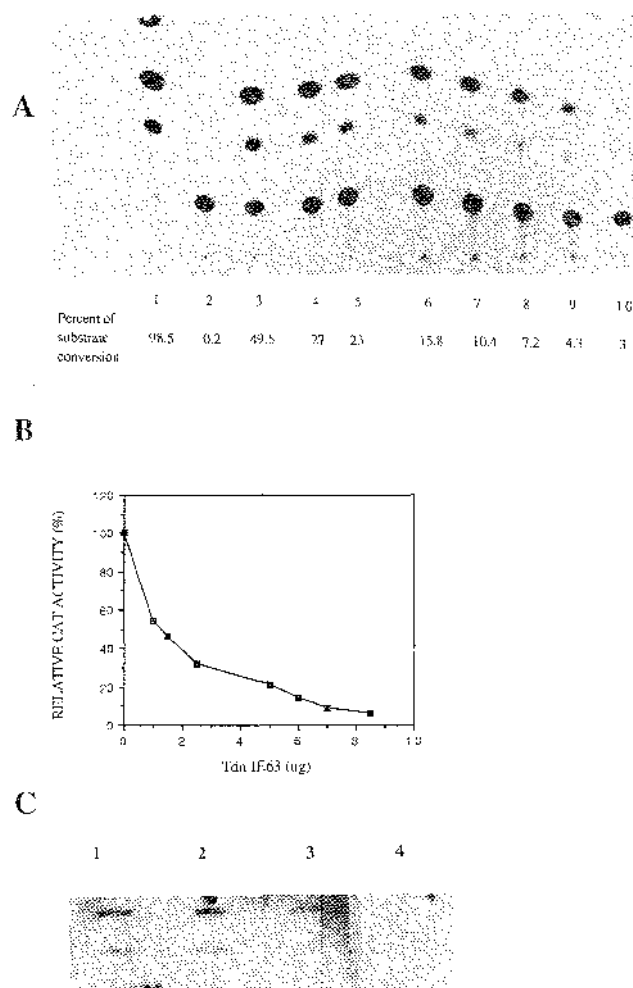 A
1 2 3 4 5 6 7 8 9 10
Percent of
substrate
conversion 98.5 0.2 49.5 27 23 15.8 10.4 7.2 4.3 3
B
120
100
80
60
40
20
0
0 2 4 6 8 10
RELATIVE CAT ACTIVITY (%)
(ug)
C
1 2 3 4